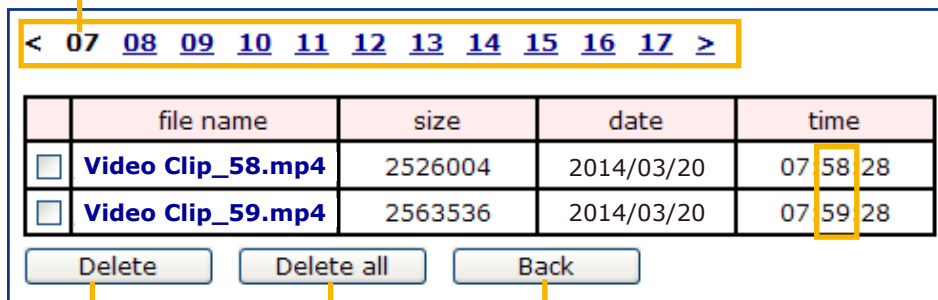 < 07 08 09 10 11 12 13 14 15 16 17 >
file name size date time
Video Clip_58.mp4 2526004 2014/03/20 07:58:28
Video Clip_59.mp4 2563536 2014/03/20 07:59:28
Delete Delete all Back